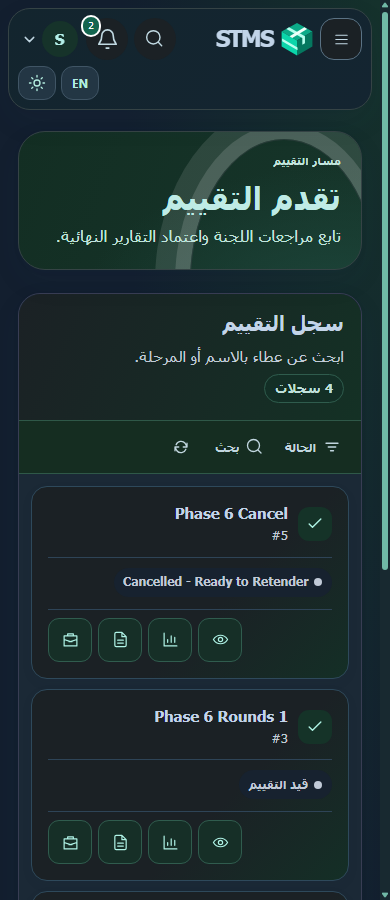 STMS
2
S
EN
مسار التقييم
تقدم التقييم
تابع مراجعات اللجنة واعتماد التقارير النهائية.
سجل التقييم
ابحث عن عطاء بالاسم أو المرحلة.
4 سجلات
الحالة
بحث
Phase 6 Cancel
#5
Cancelled - Ready to Retender
Phase 6 Rounds 1
#3
قيد التقييم